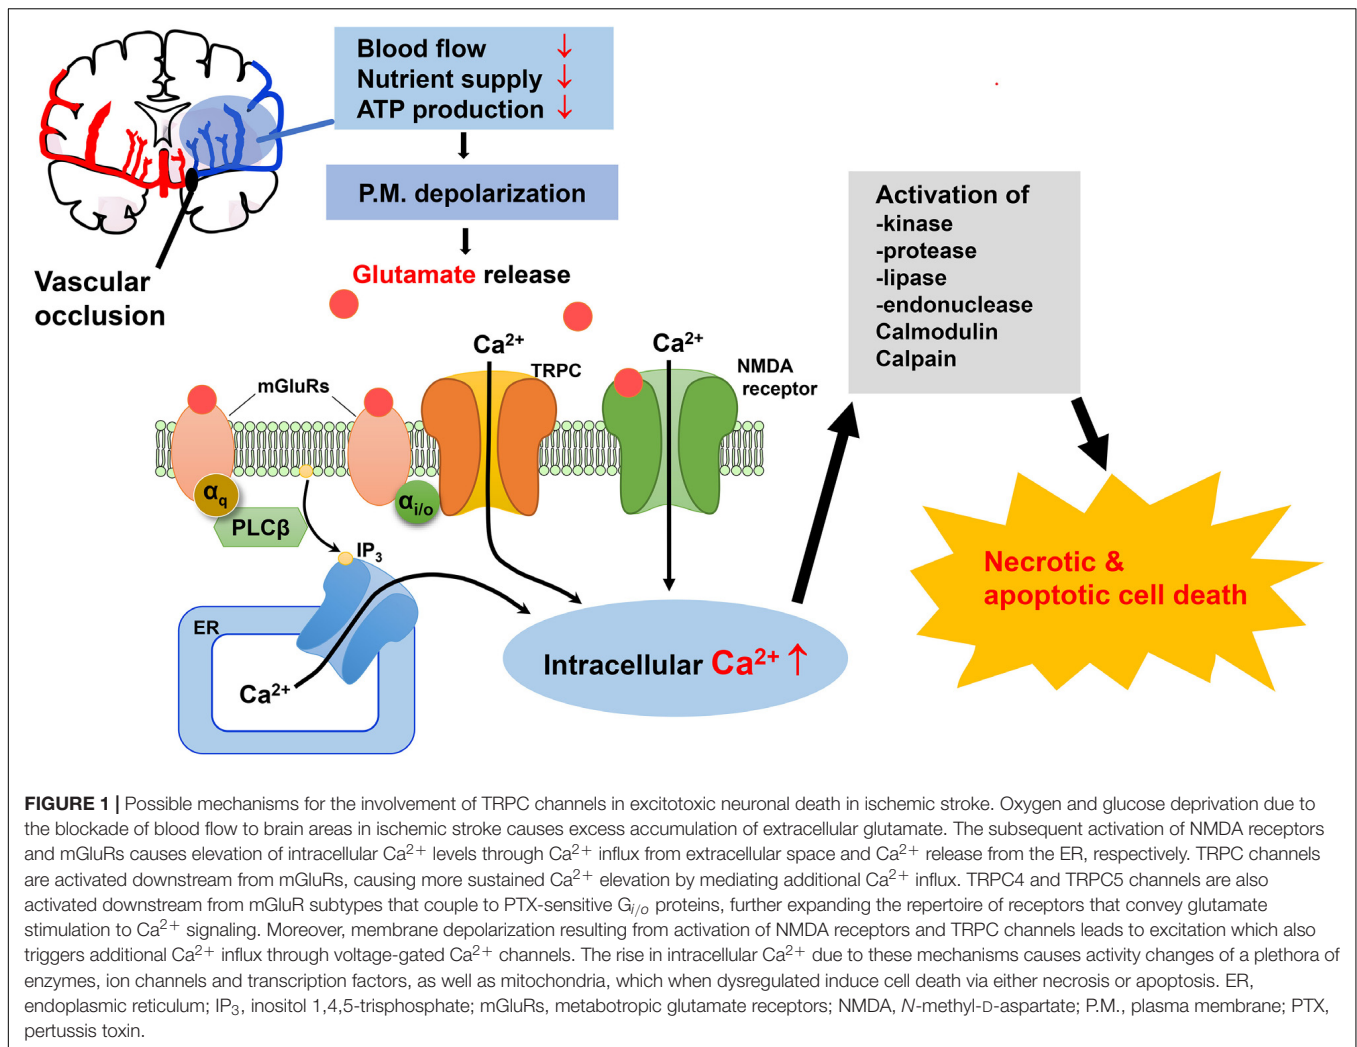 Blood flow ↓
Nutrient supply ↓
ATP production ↓
P.M. depolarization
Glutamate release
Vascular
occlusion
Ca²⁺
TRPC
Ca²⁺
NMDA
receptor
mGluRs
αq
αi/o
PLCβ
IP₃
ER
Ca²⁺
Intracellular Ca²⁺ ↑
Activation of
-kinase
-protease
-lipase
-endonuclease
Calmodulin
Calpain
Necrotic &
apoptotic cell death
FIGURE 1 | Possible mechanisms for the involvement of TRPC channels in excitotoxic neuronal death in ischemic stroke. Oxygen and glucose deprivation due to
the blockade of blood flow to brain areas in ischemic stroke causes excess accumulation of extracellular glutamate. The subsequent activation of NMDA receptors
and mGluRs causes elevation of intracellular Ca²⁺ levels through Ca²⁺ influx from extracellular space and Ca²⁺ release from the ER, respectively. TRPC channels
are activated downstream from mGluRs, causing more sustained Ca²⁺ elevation by mediating additional Ca²⁺ influx. TRPC4 and TRPC5 channels are also
activated downstream from mGluR subtypes that couple to PTX-sensitive Gi/o proteins, further expanding the repertoire of receptors that convey glutamate
stimulation to Ca²⁺ signaling. Moreover, membrane depolarization resulting from activation of NMDA receptors and TRPC channels leads to excitation which also
triggers additional Ca²⁺ influx through voltage-gated Ca²⁺ channels. The rise in intracellular Ca²⁺ due to these mechanisms causes activity changes of a plethora of
enzymes, ion channels and transcription factors, as well as mitochondria, which when dysregulated induce cell death via either necrosis or apoptosis. ER,
endoplasmic reticulum; IP₃, inositol 1,4,5-trisphosphate; mGluRs, metabotropic glutamate receptors; NMDA, N-methyl-D-aspartate; P.M., plasma membrane; PTX,
pertussis toxin.